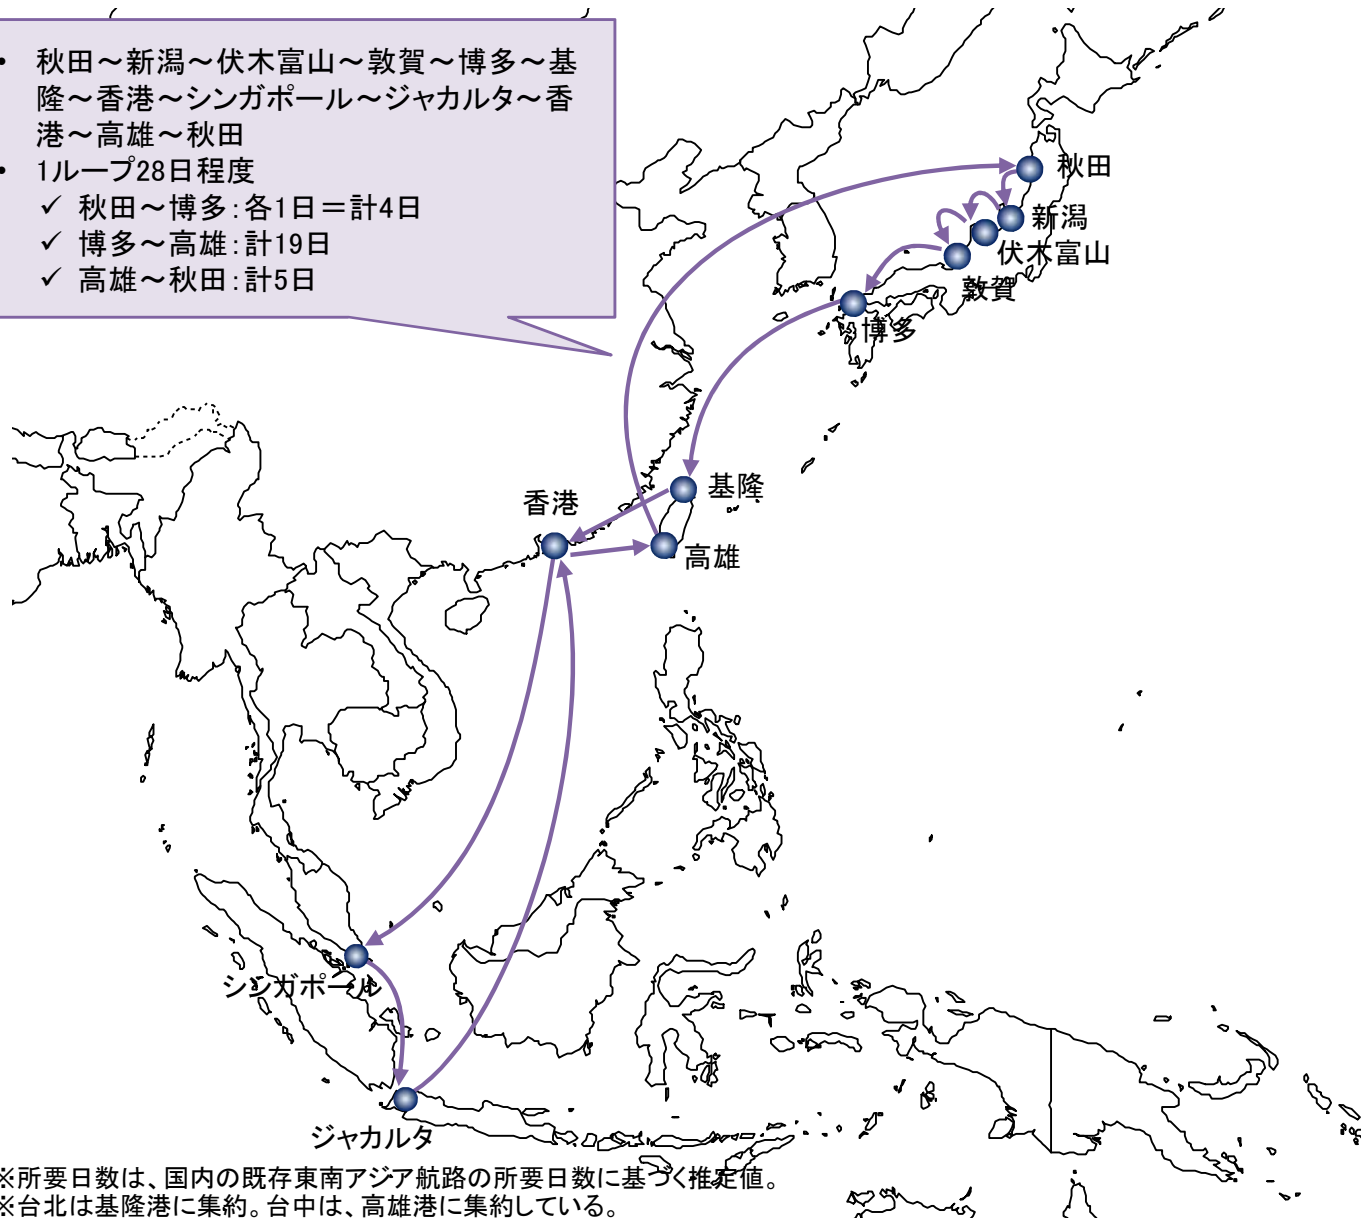 • 秋田～新潟～伏木富山～敦賀～博多～基
隆～香港～シンガポール～ジャカルタ～香
港～高雄～秋田
• 1ループ28日程度
✓ 秋田～博多：各1日＝計4日
✓ 博多～高雄：計19日
✓ 高雄～秋田：計5日
秋田
新潟
伏木富山
敦賀
博多
基隆
香港
高雄
シンガポール
ジャカルタ
※所要日数は、国内の既存東南アジア航路の所要日数に基づく推定値。
※台北は基隆港に集約。台中は、高雄港に集約している。